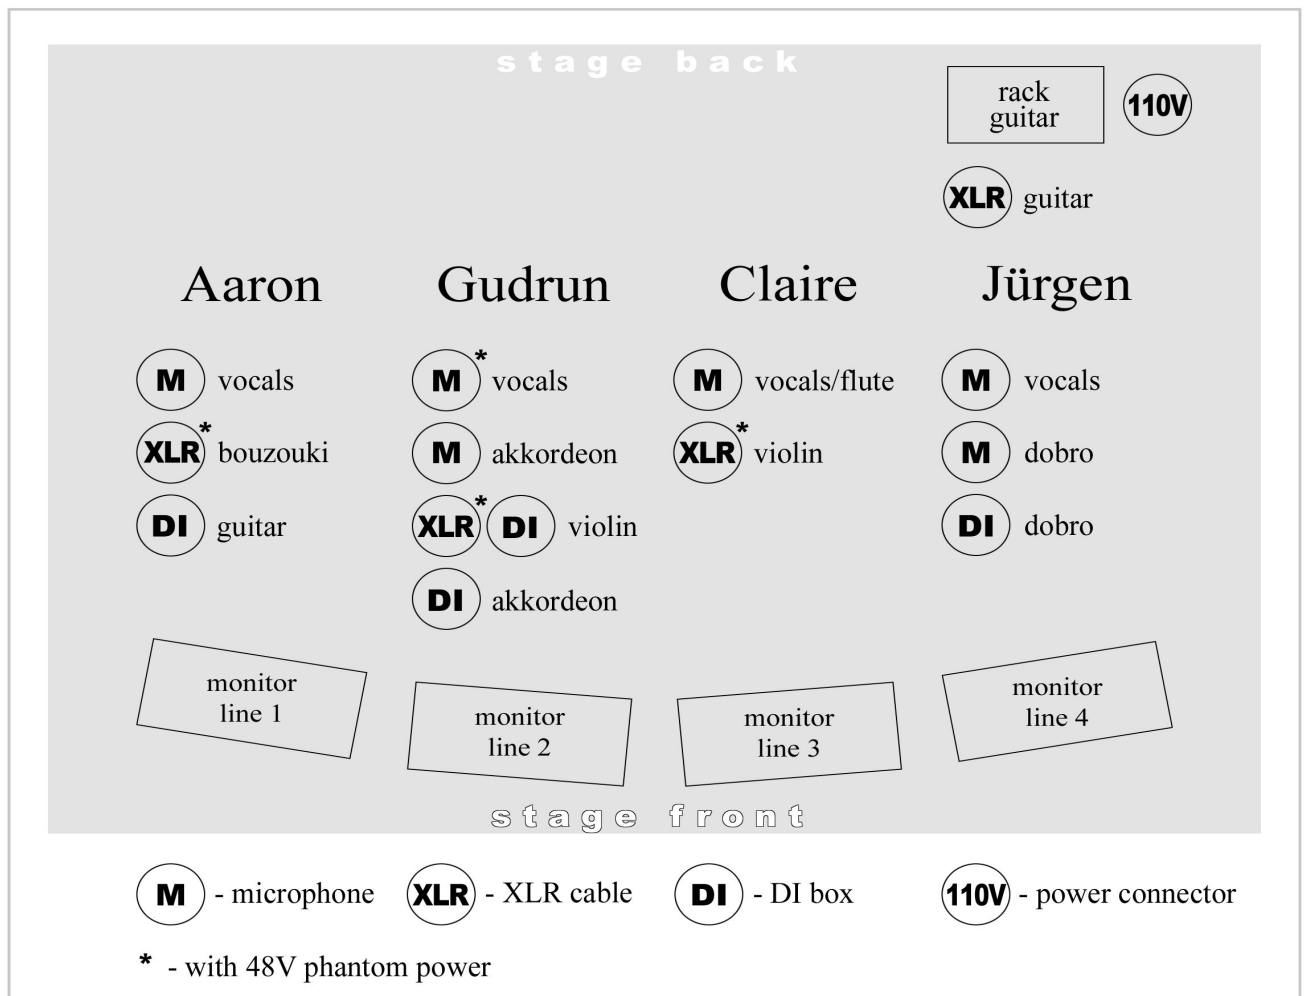 stage back
rack
guitar
110V
XLR guitar
Aaron
Gudrun
Claire
Jürgen
M vocals
M * vocals
M vocals/flute
M vocals
XLR * bouzouki
M akkordeon
XLR * violin
M dobro
DI guitar
XLR * DI violin
DI dobro
DI akkordeon
monitor
line 1
monitor
line 2
monitor
line 3
monitor
line 4
stage front
M - microphone
XLR - XLR cable
DI - DI box
110V - power connector
* - with 48V phantom power